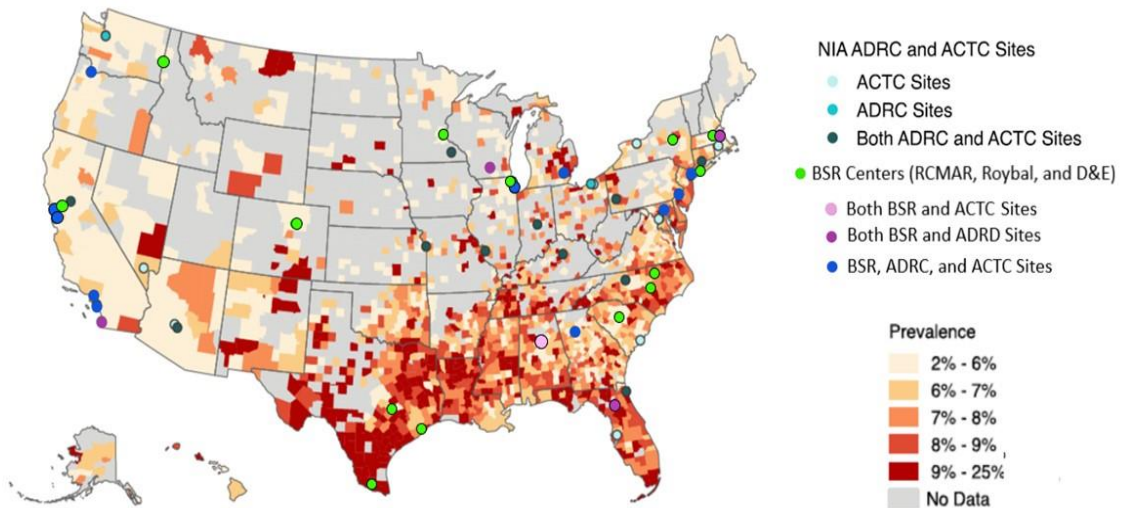 NIA ADRC and ACTC Sites
ACTC Sites
ADRC Sites
Both ADRC and ACTC Sites
BSR Centers (RCMAR, Roybal, and D&E)
Both BSR and ACTC Sites
Both BSR and ADRD Sites
BSR, ADRC, and ACTC Sites
Prevalence
2% - 6%
6% - 7%
7% - 8%
8% - 9%
9% - 25%
No Data